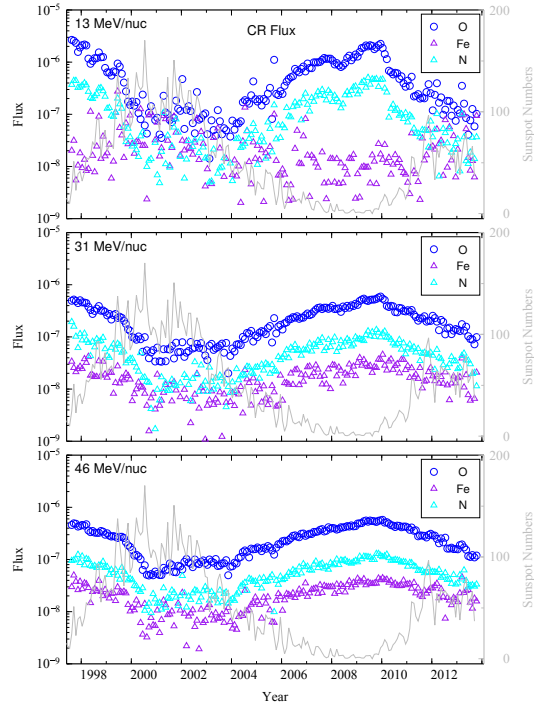 13 MeV/nuc
CR Flux
O
Fe
N
10⁻⁵
10⁻⁶
10⁻⁷
10⁻⁸
10⁻⁹
Flux
200
100
0
Sunspot Numbers
31 MeV/nuc
O
Fe
N
10⁻⁵
10⁻⁶
10⁻⁷
10⁻⁸
10⁻⁹
Flux
200
100
0
Sunspot Numbers
46 MeV/nuc
O
Fe
N
10⁻⁵
10⁻⁶
10⁻⁷
10⁻⁸
10⁻⁹
Flux
200
100
0
Sunspot Numbers
1998 2000 2002 2004 2006 2008 2010 2012
Year